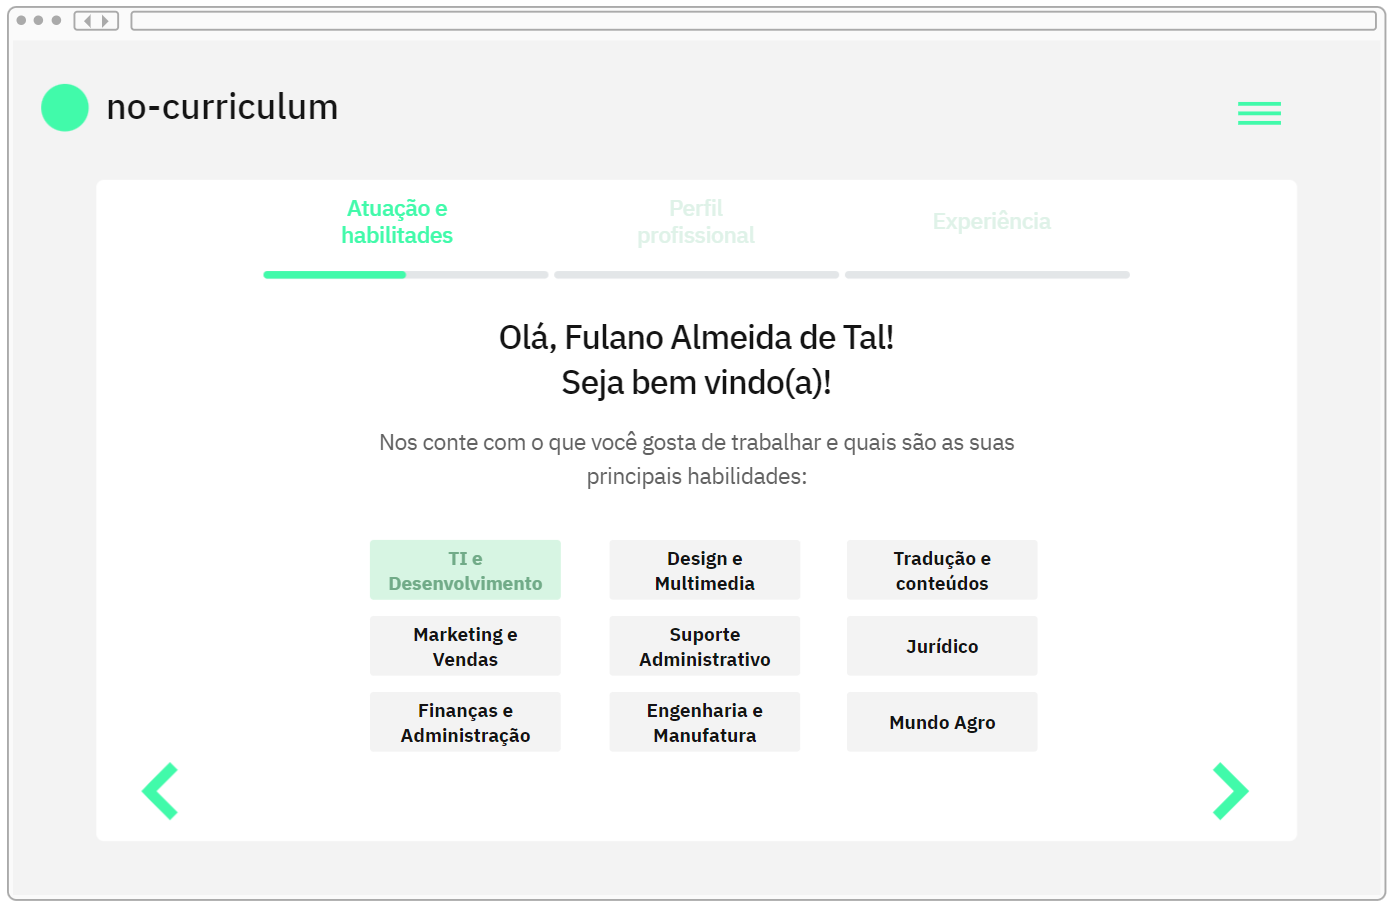 no-curriculum
Atuação e
habilitades
Perfil
profissional
Experiência
Olá, Fulano Almeida de Tal!
Seja bem vindo(a)!
Nos conte com o que você gosta de trabalhar e quais são as suas
principais habilidades:
TI e
Desenvolvimento
Design e
Multimedia
Tradução e
conteúdos
Marketing e
Vendas
Suporte
Administrativo
Jurídico
Finanças e
Administração
Engenharia e
Manufatura
Mundo Agro